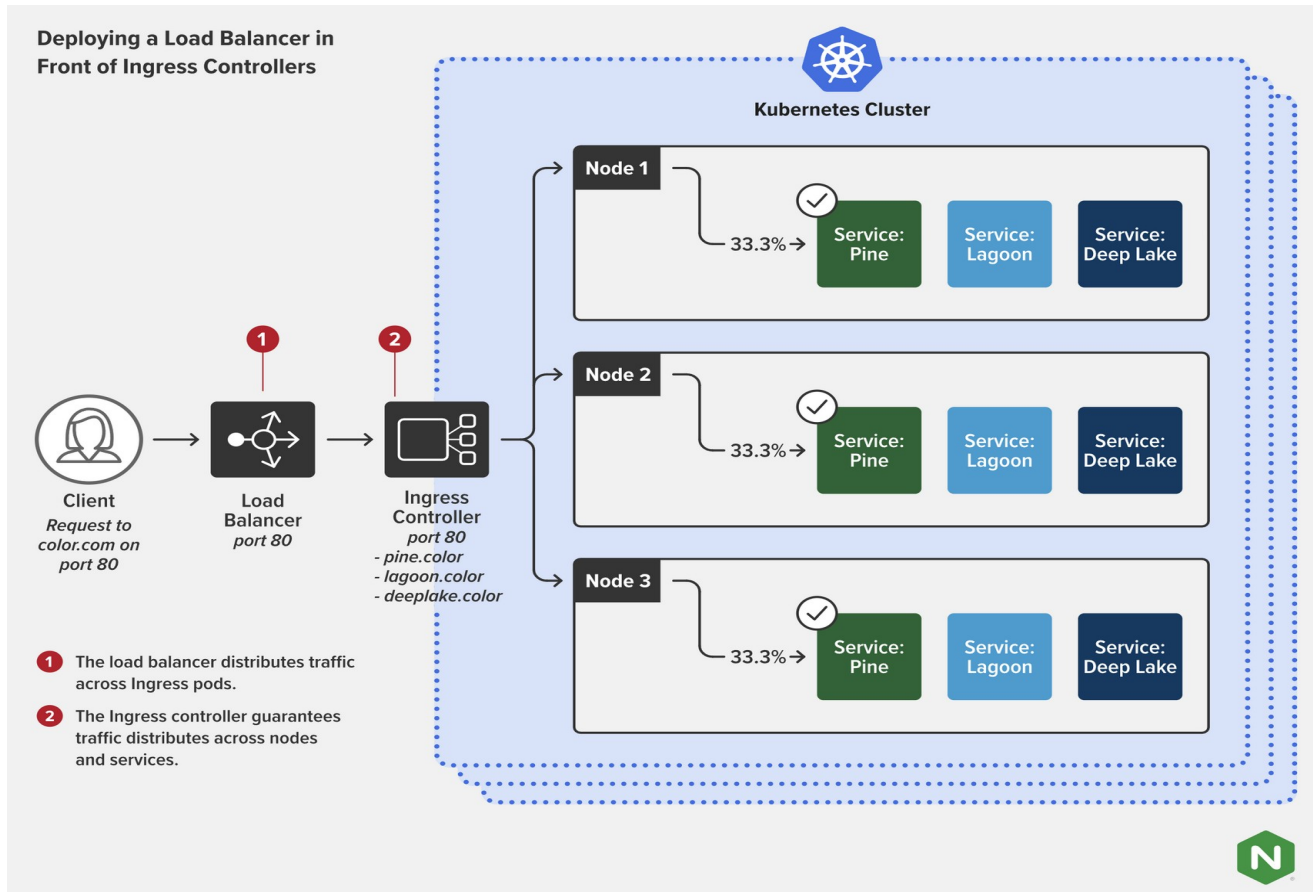 Deploying a Load Balancer in
Front of Ingress Controllers
Kubernetes Cluster
Node 1
33.3%
Service:
Pine
Service:
Lagoon
Service:
Deep Lake
Node 2
33.3%
Service:
Pine
Service:
Lagoon
Service:
Deep Lake
Node 3
33.3%
Service:
Pine
Service:
Lagoon
Service:
Deep Lake
1
2
Client
Request to
color.com on
port 80
Load
Balancer
port 80
Ingress
Controller
port 80
- pine.color
- lagoon.color
- deeplake.color
1 The load balancer distributes traffic
across Ingress pods.
2 The Ingress controller guarantees
traffic distributes across nodes
and services.
N